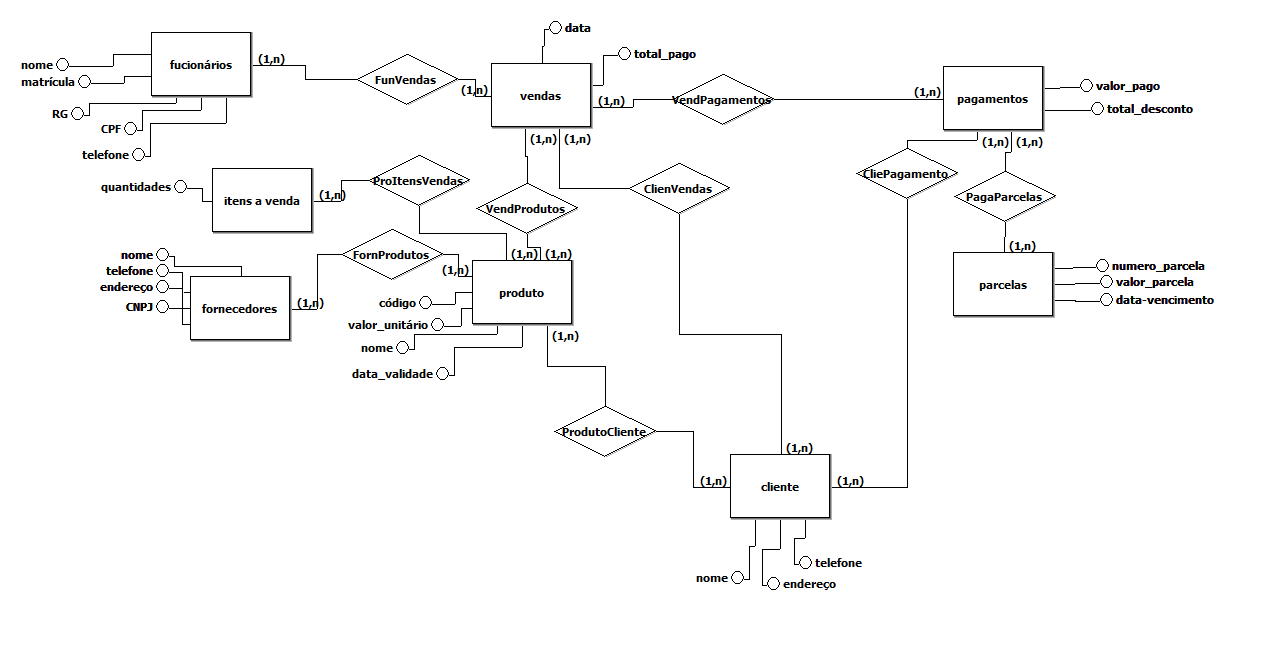 data
fucionários
(1,n)
total_pago
nome
matrícula
FunVendas
(1,n)
vendas
(1,n)
VendPagamentos
(1,n)
pagamentos
valor_pago
total_desconto
RG
CPF
telefone
(1,n)
(1,n)
(1,n)
(1,n)
quantidades
itens a venda
(1,n)
ProItensVendas
VendProdutos
ClienVendas
CliePagamento
PagaParcelas
nome
telefone
endereço
CNPJ
fornecedores
(1,n)
FornProdutos
(1,n)
(1,n)
(1,n)
produto
(1,n)
parcelas
numero_parcela
valor_parcela
data-vencimento
código
valor_unitário
nome
data_validade
(1,n)
ProdutoCliente
(1,n)
(1,n)
cliente
(1,n)
telefone
nome
endereço